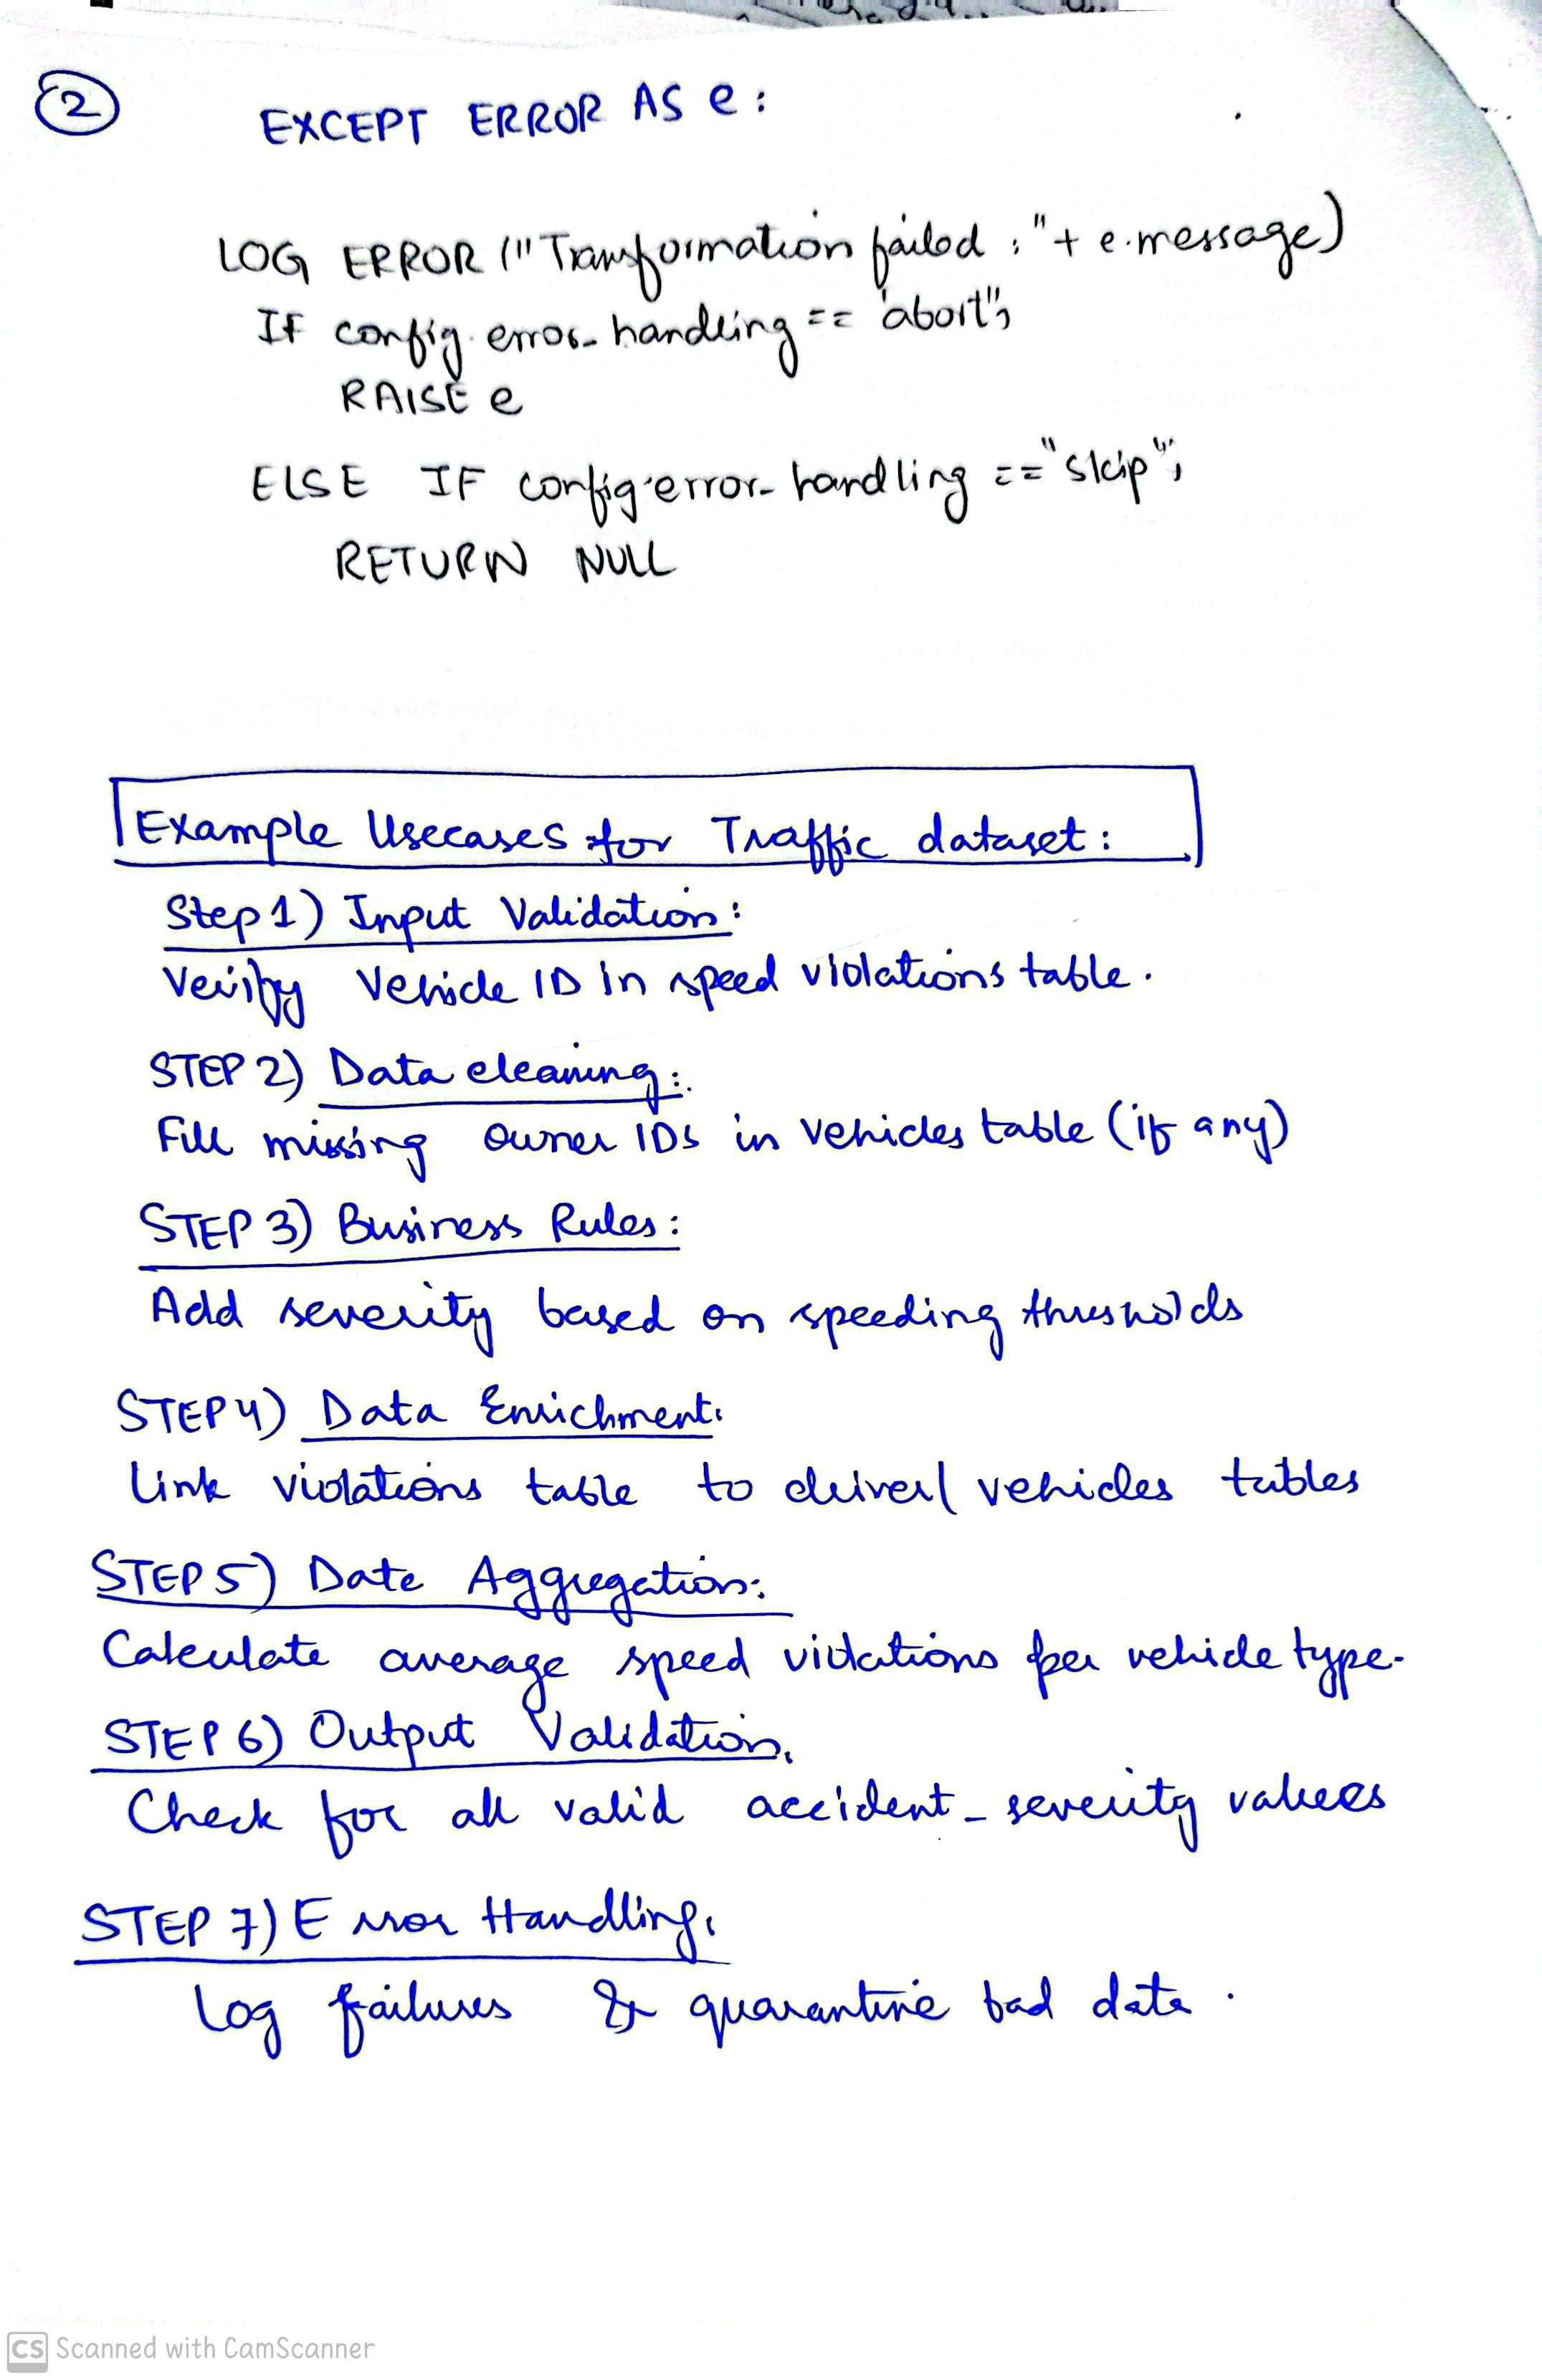 2
EXCEPT ERROR AS e:
LOG ERROR ("Transformation failed : "+ e.message)
If config.error_handling == "abort":
RAISE e
ELSE IF config.error_handling == "skip":
RETURN NULL
Example Usecases for Traffic dataset:
Step 1) Input Validation:
Verify Vehicle ID in speed violations table.
STEP 2) Data cleaning:
Fill missing owner IDs in vehicles table (if any)
STEP 3) Business Rules:
Add severity based on speeding thresholds
STEP 4) Data Enrichment:
Link violations table to driver/ vehicles tables
STEP 5) Data Aggregation:
Calculate average speed violations per vehicle type.
STEP 6) Output Validation.
Check for all valid accident_severity values
STEP 7) Error Handling:
Log failures & quarantine bad data.
CS Scanned with CamScanner